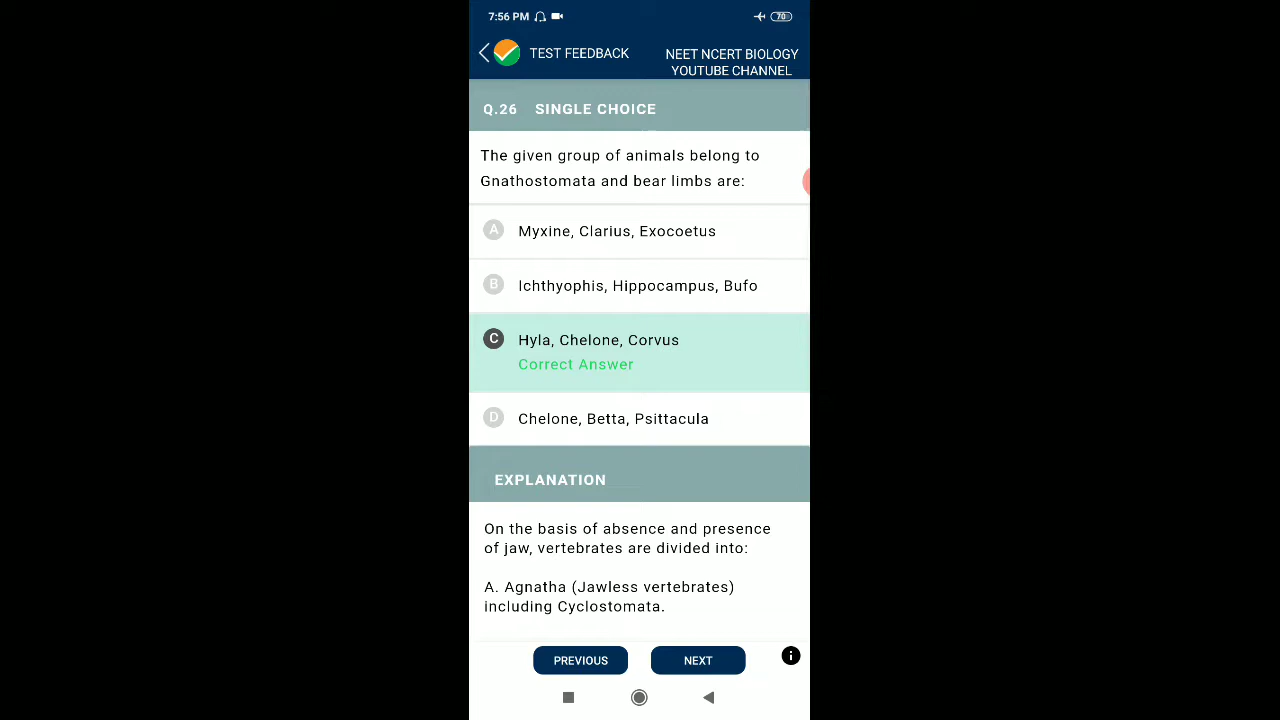 7:56 PM
70
TEST FEEDBACK
NEET NCERT BIOLOGY
YOUTUBE CHANNEL
Q.26 SINGLE CHOICE
The given group of animals belong to
Gnathostomata and bear limbs are:
A Myxine, Clarius, Exocoetus
B Ichthyophis, Hippocampus, Bufo
C Hyla, Chelone, Corvus
Correct Answer
D Chelone, Betta, Psittacula
EXPLANATION
On the basis of absence and presence
of jaw, vertebrates are divided into:
A. Agnatha (Jawless vertebrates)
including Cyclostomata.
PREVIOUS
NEXT
i